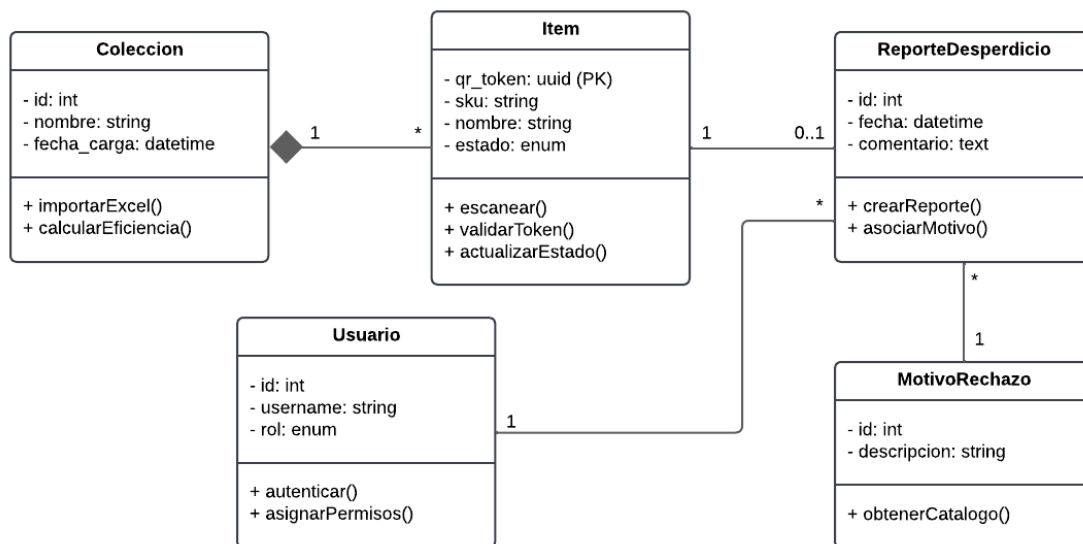 Coleccion
- id: int
- nombre: string
- fecha_carga: datetime
+ importarExcel()
+ calcularEficiencia()
1
*
Item
- qr_token: uuid (PK)
- sku: string
- nombre: string
- estado: enum
+ escanear()
+ validarToken()
+ actualizarEstado()
1
0..1
ReporteDesperdicio
- id: int
- fecha: datetime
- comentario: text
+ crearReporte()
+ asociarMotivo()
*
*
1
Usuario
- id: int
- username: string
- rol: enum
+ autenticar()
+ asignarPermisos()
1
MotivoRechazo
- id: int
- descripcion: string
+ obtenerCatalogo()